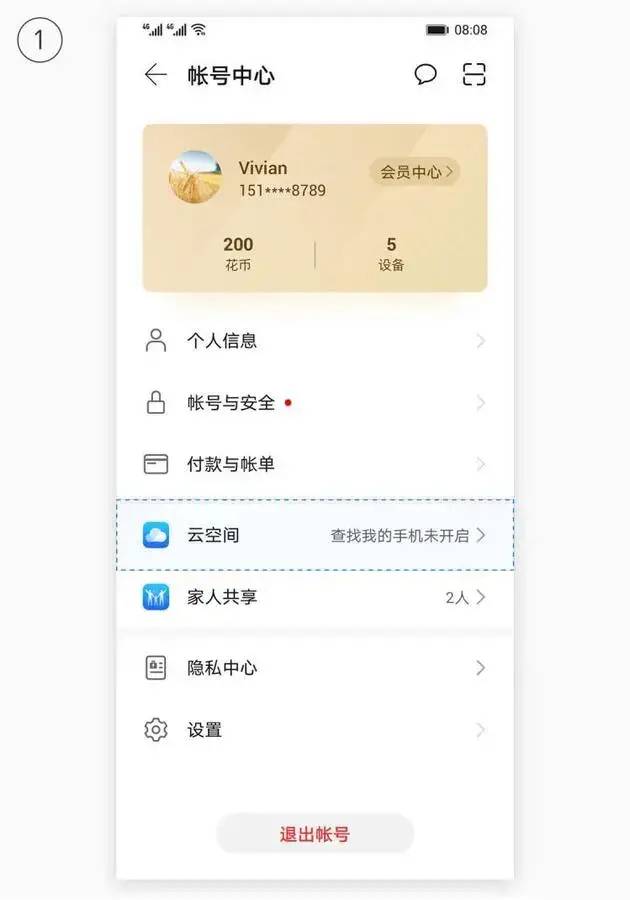 1
4G 4G 08:08
帐号中心
Vivian
151****8789
会员中心
200
花币
5
设备
个人信息
帐号与安全
付款与帐单
云空间 查找我的手机未开启
家人共享 2人
隐私中心
设置
退出帐号